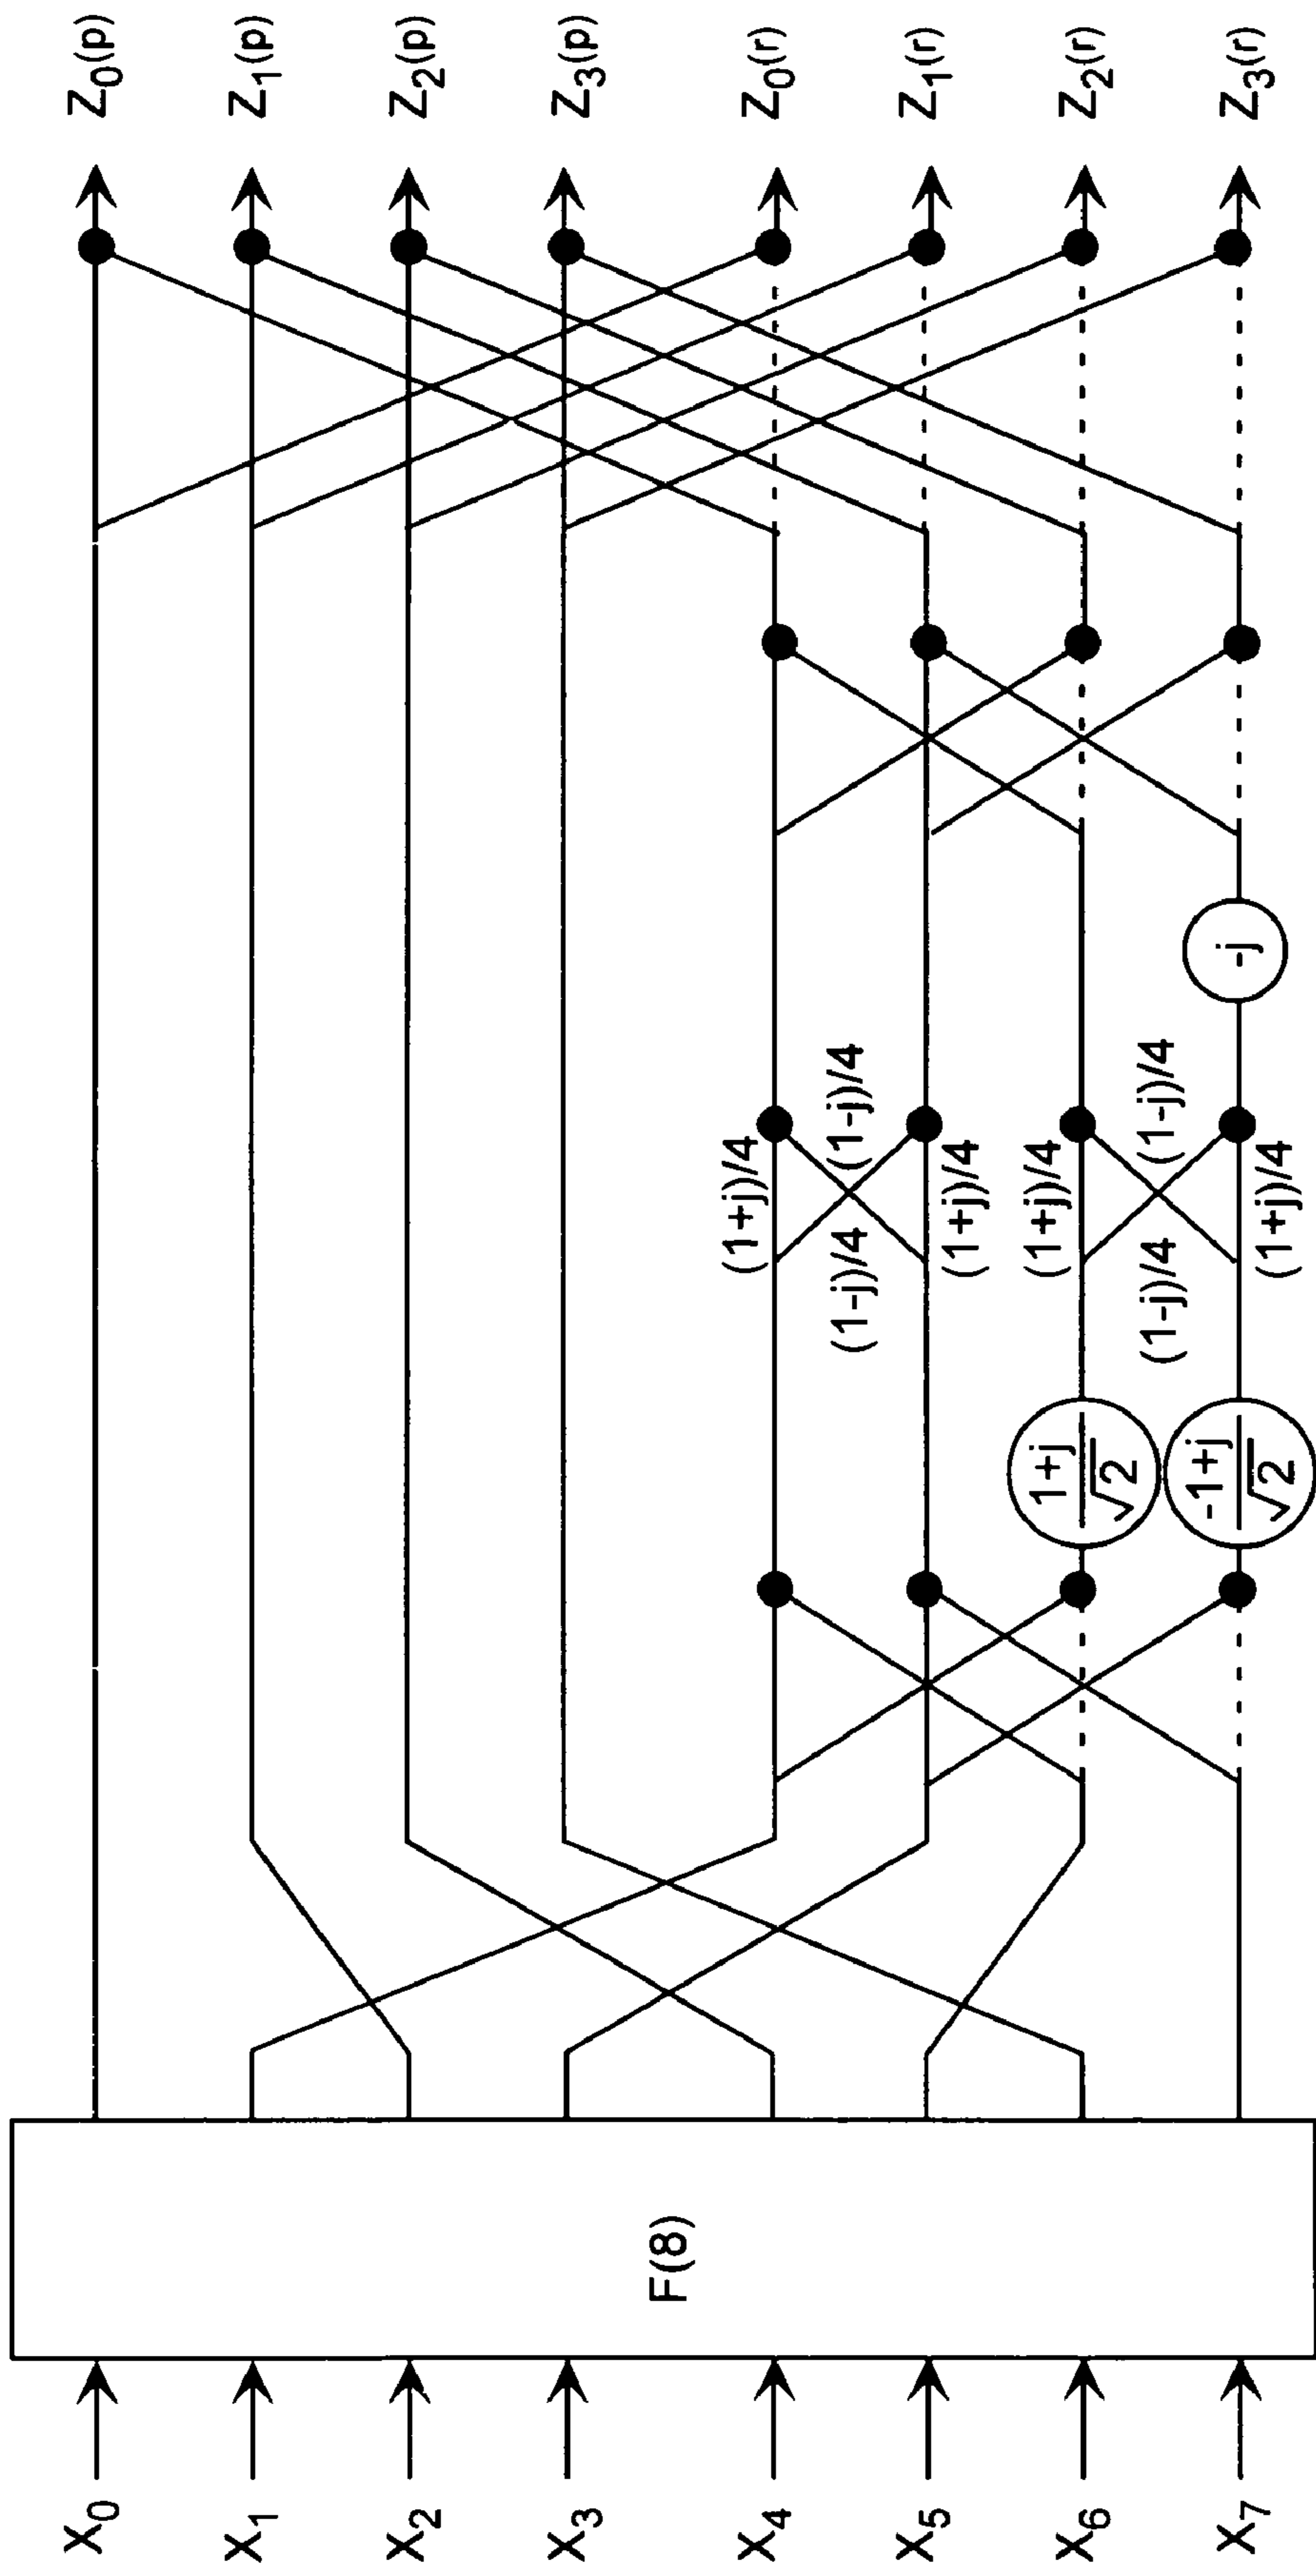 X₀
X₁
X₂
X₃
X₄
X₅
X₆
X₇
F(8)
1+j
√2
-1+j
√2
(1+j)/4
(1-j)/4
(1-j)/4
(1+j)/4
(1+j)/4
(1-j)/4
(1-j)/4
(1+j)/4
-j
Z₀(p)
Z₁(p)
Z₂(p)
Z₃(p)
Z₀(r)
Z₁(r)
Z₂(r)
Z₃(r)